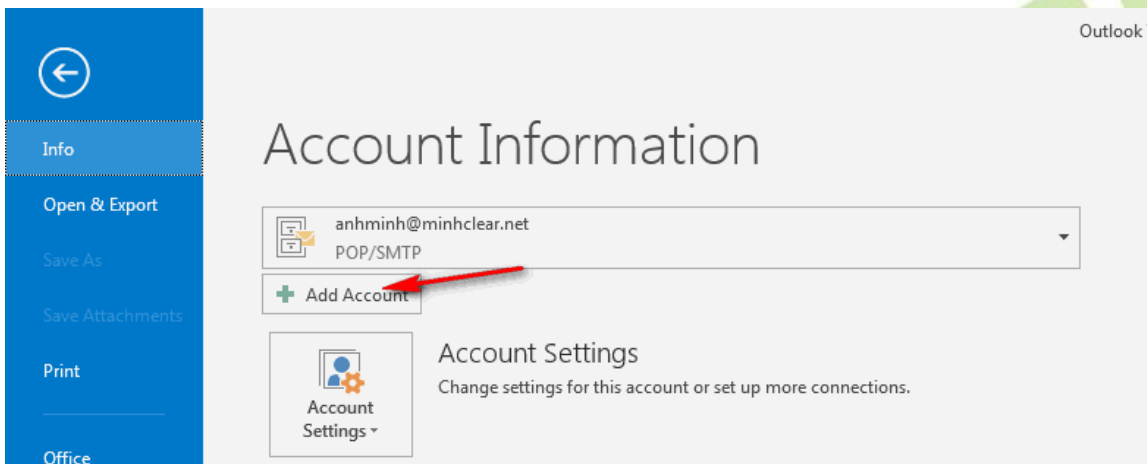 Outlook
Info
Open & Export
Save As
Save Attachments
Print
Office
Account Information
anhminh@minhclear.net
POP/SMTP
Add Account
Account
Settings
Account Settings
Change settings for this account or set up more connections.